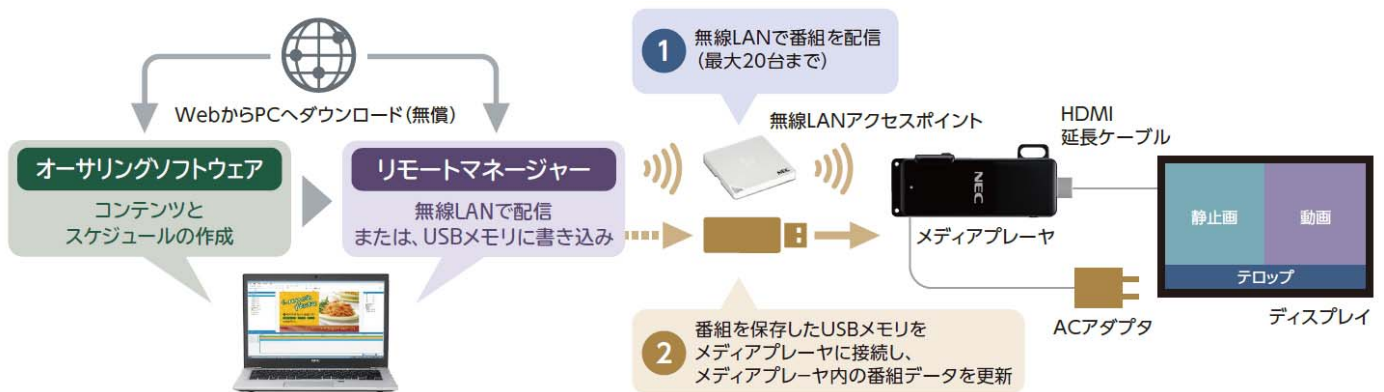 WebからPCへダウンロード(無償)
オーサリングソフトウェア
コンテンツと
スケジュールの作成
リモートマネージャー
無線LANで配信
または、USBメモリに書き込み
1
無線LANで番組を配信
(最大20台まで)
無線LANアクセスポイント
NEC
HDMI
延長ケーブル
NEC
メディアプレーヤ
静止画
動画
テロップ
ディスプレイ
ACアダプタ
2
番組を保存したUSBメモリを
メディアプレーヤに接続し、
メディアプレーヤ内の番組データを更新
NEC